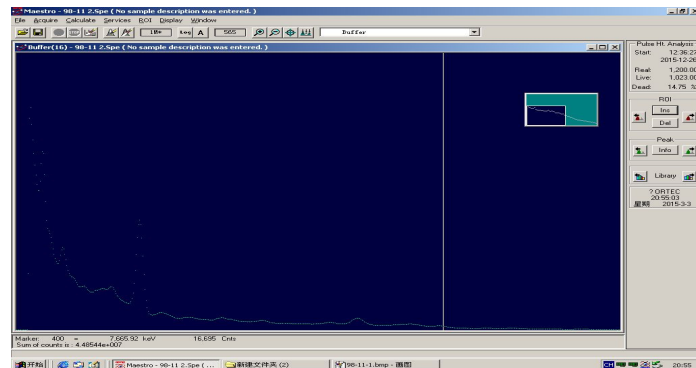 Maestro - 98-11 2.Spe ( No sample description was entered. )
File Acquire Calculate Services ROI Display Window
Log A 565 Buffer
Buffer(16) - 98-11 2.Spe ( No sample description was entered. )
Pulse Ht. Analysis
Start: 12:36:27
2015-12-26
Real: 1,200.00
Live: 1,023.00
Dead: 14.75 %
ROI
Ins
Del
Peak
Info
Library
? ORTEC
20:55:03
星期 2015-3-3
Marker: 400 = 7,665.92 keV 16,695 Cnts
Sum of counts is : 4.48544e+007
开始 Maestro - 98-11 2.Spe ( ... 新建文件夹 (2) 98-11-1.bmp - 画图 CH 20:55